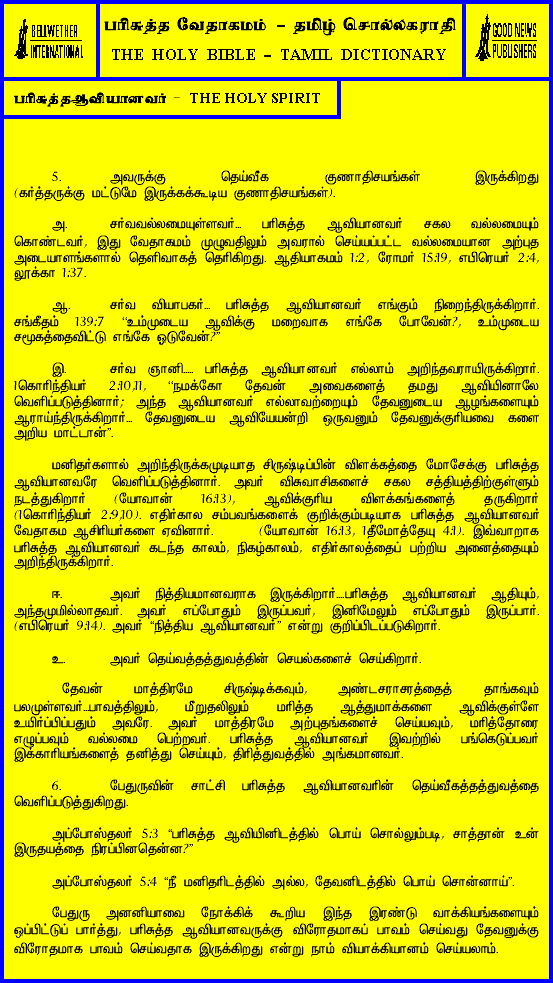 BELLWETHER
INTERNATIONAL
பரிசுத்த வேதாகமம் – தமிழ் சொல்லகராதி
THE HOLY BIBLE – TAMIL DICTIONARY
GOOD NEWS
PUBLISHERS
பரிசுத்தஆவியானவர் – THE HOLY SPIRIT
5. அவருக்கு தெய்வீக குணாதிசயங்கள் இருக்கிறது
(கர்த்தருக்கு மட்டுமே இருக்கக்கூடிய குணாதிசயங்கள்).
அ. சர்வவல்லமையுள்ளவர்... பரிசுத்த ஆவியானவர் சகல வல்லமையும்
கொண்டவர், இது வேதாகமம் முழுவதிலும் அவரால் செய்யப்பட்ட வல்லமையான அற்புத
அடையாளங்களால் தெளிவாகத் தெரிகிறது. ஆதியாகமம் 1:2, ரோமர் 15:19, எபிரெயர் 2:4,
லூக்கா 1:37.
ஆ. சர்வ வியாபகர்... பரிசுத்த ஆவியானவர் எங்கும் நிறைந்திருக்கிறார்.
சங்கீதம் 139:7 “உம்முடைய ஆவிக்கு மறைவாக எங்கே போவேன்?, உம்முடைய
சமூகத்தைவிட்டு எங்கே ஓடுவேன்?”
இ. சர்வ ஞானி..... பரிசுத்த ஆவியானவர் எல்லாம் அறிந்தவராயிருக்கிறார்.
1கொரிந்தியர் 2:10,11, “நமக்கோ தேவன் அவைகளைத் தமது ஆவியினாலே
வெளிப்படுத்தினார்; அந்த ஆவியானவர் எல்லாவற்றையும் தேவனுடைய ஆழங்களையும்
ஆராய்ந்திருக்கிறார்... தேவனுடைய ஆவியேயன்றி ஒருவனும் தேவனுக்குரியவை களை
அறிய மாட்டான்”.
மனிதர்களால் அறிந்திருக்கமுடியாத சிருஷ்டிப்பின் விளக்கத்தை மோசேக்கு பரிசுத்த
ஆவியானவரே வெளிப்படுத்தினார். அவர் விசுவாசிகளைச் சகல சத்தியத்திற்குள்ளும்
நடத்துகிறார் (யோவான் 16:13), ஆவிக்குரிய விளக்கங்களைத் தருகிறார்
(1கொரிந்தியர் 2:9,10). எதிர்கால சம்பவங்களைக் குறிக்கும்படியாக பரிசுத்த ஆவியானவர்
வேதாகம ஆசிரியர்களை ஏவினார். (யோவான் 16:13, 1தீமோத்தேயு 4:1). இவ்வாறாக
பரிசுத்த ஆவியானவர் கடந்த காலம், நிகழ்காலம், எதிர்காலத்தைப் பற்றிய அனைத்தையும்
அறிந்திருக்கிறார்.
ஈ. அவர் நித்தியமானவராக இருக்கிறார்....பரிசுத்த ஆவியானவர் ஆதியும்,
அந்தமுமில்லாதவர். அவர் எப்போதும் இருப்பவர், இனிமேலும் எப்போதும் இருப்பார்.
(எபிரெயர் 9:14). அவர் “நித்திய ஆவியானவர்” என்று குறிப்பிடப்படுகிறார்.
உ. அவர் தெய்வத்தத்துவத்தின் செயல்களைச் செய்கிறார்.
தேவன் மாத்திரமே சிருஷ்டிக்கவும், அண்டசராசரத்தைத் தாங்கவும்
பலமுள்ளவர்...பாவத்திலும், மீறுதலிலும் மரித்த ஆத்துமாக்களை ஆவிக்குள்ளே
உயிர்ப்பிப்பதும் அவரே. அவர் மாத்திரமே அற்புதங்களைச் செய்யவும், மரித்தோரை
எழுப்பவும் வல்லமை பெற்றவர். பரிசுத்த ஆவியானவர் இவற்றில் பங்கெடுப்பவர்
இக்காரியங்களைத் தனித்து செய்யும், திரித்துவத்தில் அங்கமானவர்.
6. பேதுருவின் சாட்சி பரிசுத்த ஆவியானவரின் தெய்வீகத்தத்துவத்தை
வெளிப்படுத்துகிறது.
அப்போஸ்தலர் 5:3 “பரிசுத்த ஆவியினிடத்தில் பொய் சொல்லும்படி, சாத்தான் உன்
இருதயத்தை நிரப்பினதென்ன?”
அப்போஸ்தலர் 5:4 “நீ மனிதரிடத்தில் அல்ல, தேவனிடத்தில் பொய் சொன்னாய்”.
பேதுரு அனனியாவை நோக்கிக் கூறிய இந்த இரண்டு வாக்கியங்களையும்
ஒப்பிட்டுப் பார்த்து, பரிசுத்த ஆவியானவருக்கு விரோதமாகப் பாவம் செய்வது தேவனுக்கு
விரோதமாக பாவம் செய்வதாக இருக்கிறது என்று நாம் வியாக்கியானம் செய்யலாம்.